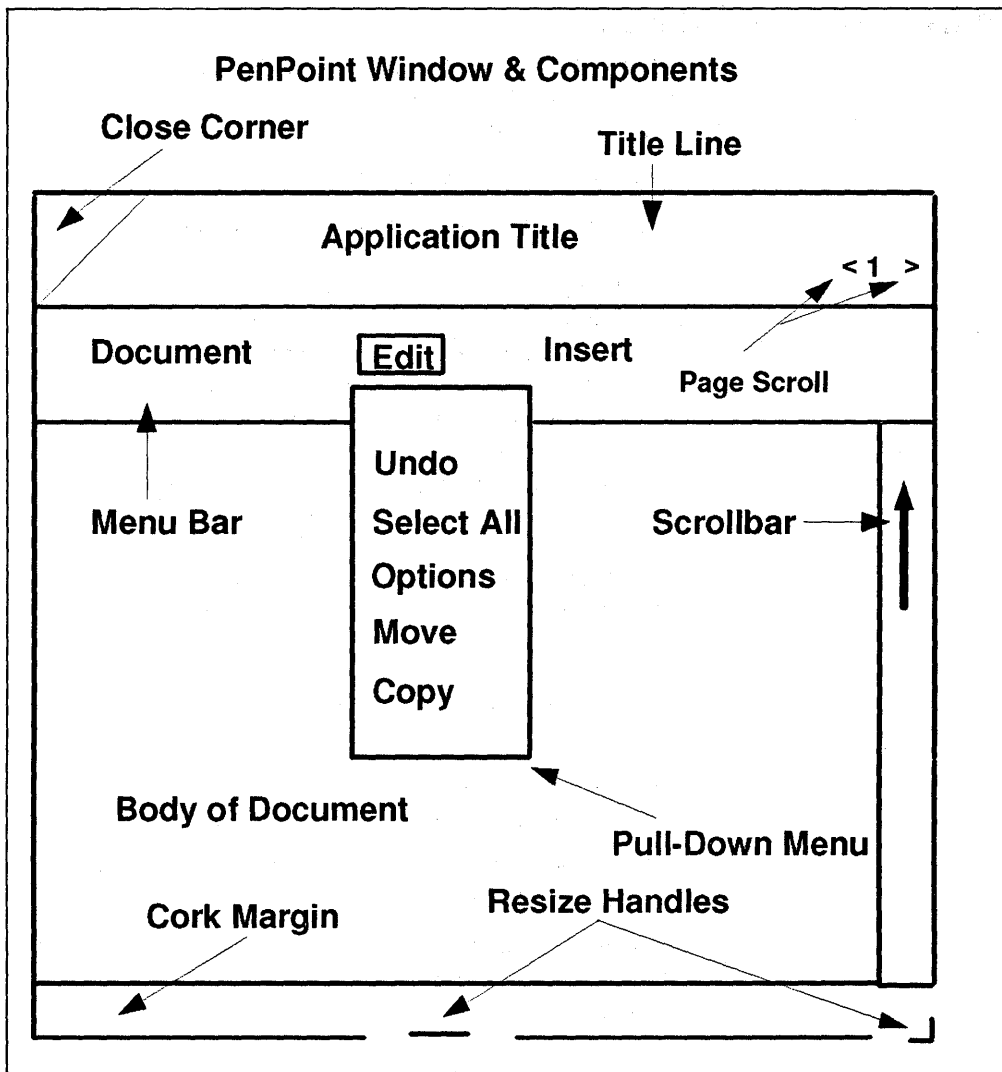 PenPoint Window & Components
Close Corner
Title Line
Application Title
< 1 >
Document
Edit
Insert
Page Scroll
Undo
Menu Bar
Select All
Scrollbar
Options
Move
Copy
Body of Document
Pull-Down Menu
Cork Margin
Resize Handles